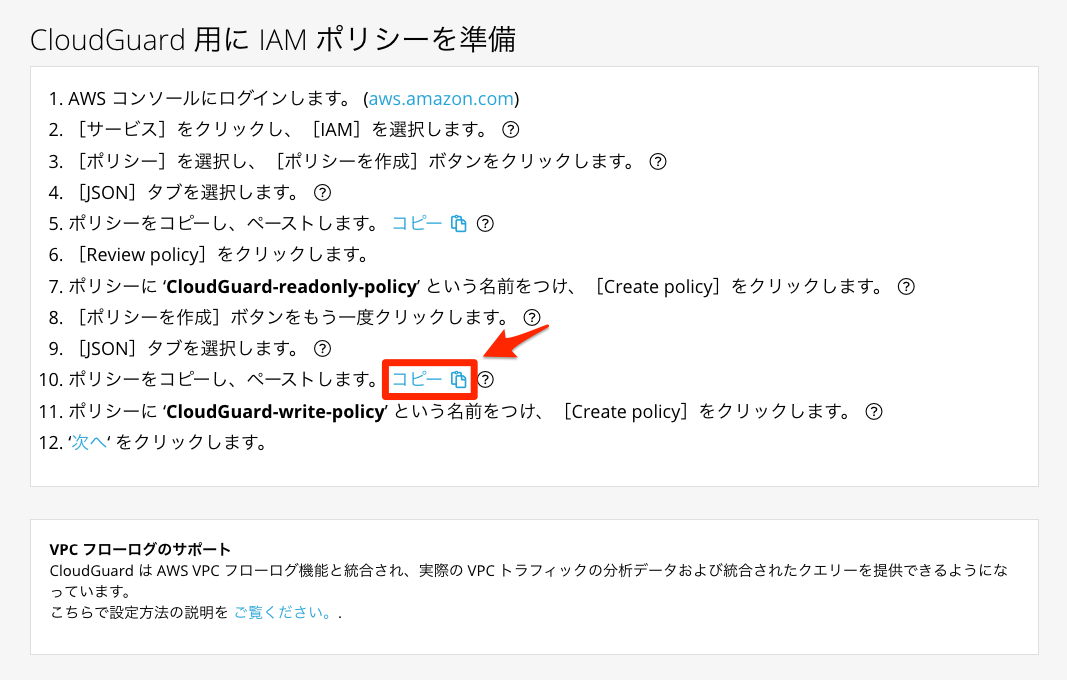 CloudGuard 用に IAM ポリシーを準備
1. AWS コンソールにログインします。 (aws.amazon.com)
2. ［サービス］をクリックし、［IAM］を選択します。 ?
3. ［ポリシー］を選択し、［ポリシーを作成］ボタンをクリックします。 ?
4. ［JSON］タブを選択します。 ?
5. ポリシーをコピーし、ペーストします。 コピー ?
6. ［Review policy］をクリックします。
7. ポリシーに ‘CloudGuard-readonly-policy’ という名前をつけ、［Create policy］をクリックします。 ?
8. ［ポリシーを作成］ボタンをもう一度クリックします。 ?
9. ［JSON］タブを選択します。 ?
10. ポリシーをコピーし、ペーストします。 コピー ?
11. ポリシーに ‘CloudGuard-write-policy’ という名前をつけ、［Create policy］をクリックします。 ?
12. ‘次へ‘ をクリックします。
VPC フローログのサポート
CloudGuard は AWS VPC フローログ機能と統合され、実際の VPC トラフィックの分析データおよび統合されたクエリーを提供できるようにな
っています。
こちらで設定方法の説明を ご覧ください。.